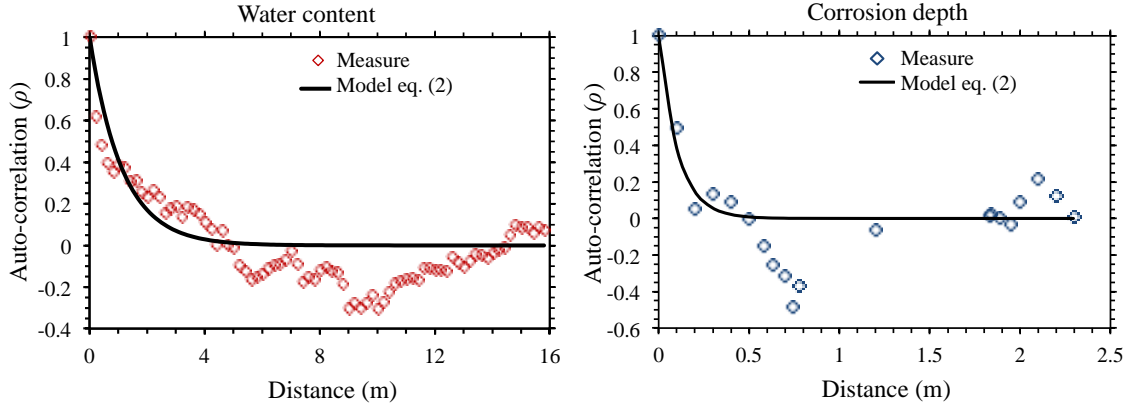 Water content
1
0.8
0.6
0.4
0.2
0
-0.2
-0.4
Auto-correlation (ρ)
Measure
Model eq. (2)
0 4 8 12 16
Distance (m)
Corrosion depth
1
0.8
0.6
0.4
0.2
0
-0.2
-0.4
-0.6
Auto-correlation (ρ)
Measure
Model eq. (2)
0 0.5 1 1.5 2 2.5
Distance (m)